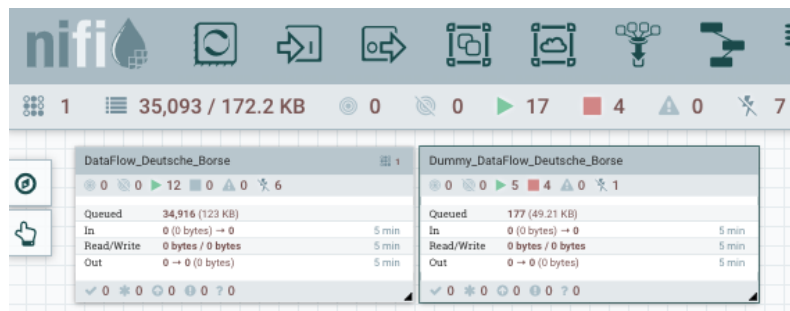 nifi
1 35,093 / 172.2 KB 0 0 17 4 0 7
DataFlow_Deutsche_Borse 1
0 0 12 0 0 6
Queued 34,916 (123 KB)
In 0 (0 bytes) → 0 5 min
Read/Write 0 bytes / 0 bytes 5 min
Out 0 → 0 (0 bytes) 5 min
0 0 0 0 ? 0
Dummy_DataFlow_Deutsche_Borse
0 0 5 4 0 1
Queued 177 (49.21 KB)
In 0 (0 bytes) → 0 5 min
Read/Write 0 bytes / 0 bytes 5 min
Out 0 → 0 (0 bytes) 5 min
0 0 0 0 ? 0